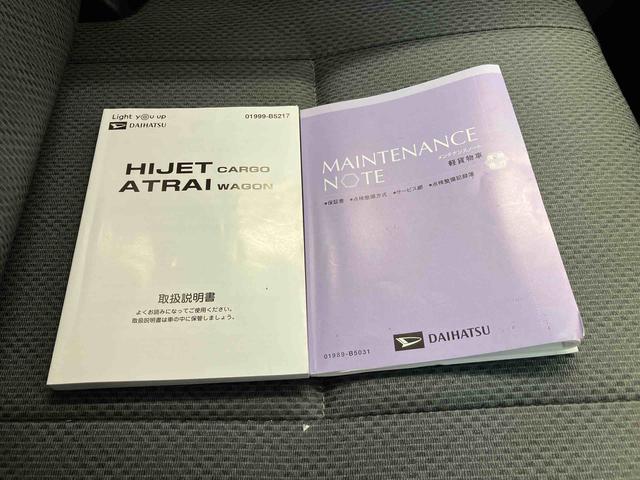 Light you up
DAIHATSU
01999-B5217
HIJET CARGO
ATRAI WAGON
取扱説明書
よくお読みになってご使用ください。
取扱説明書は車の中に保管しましょう。
MAINTENANCE
NOTE
メンテナンスノート
軽貨物車
●保証書 ●点検整備方式 ●サービス網 ●点検整備記録簿
DAIHATSU
01989-B5031